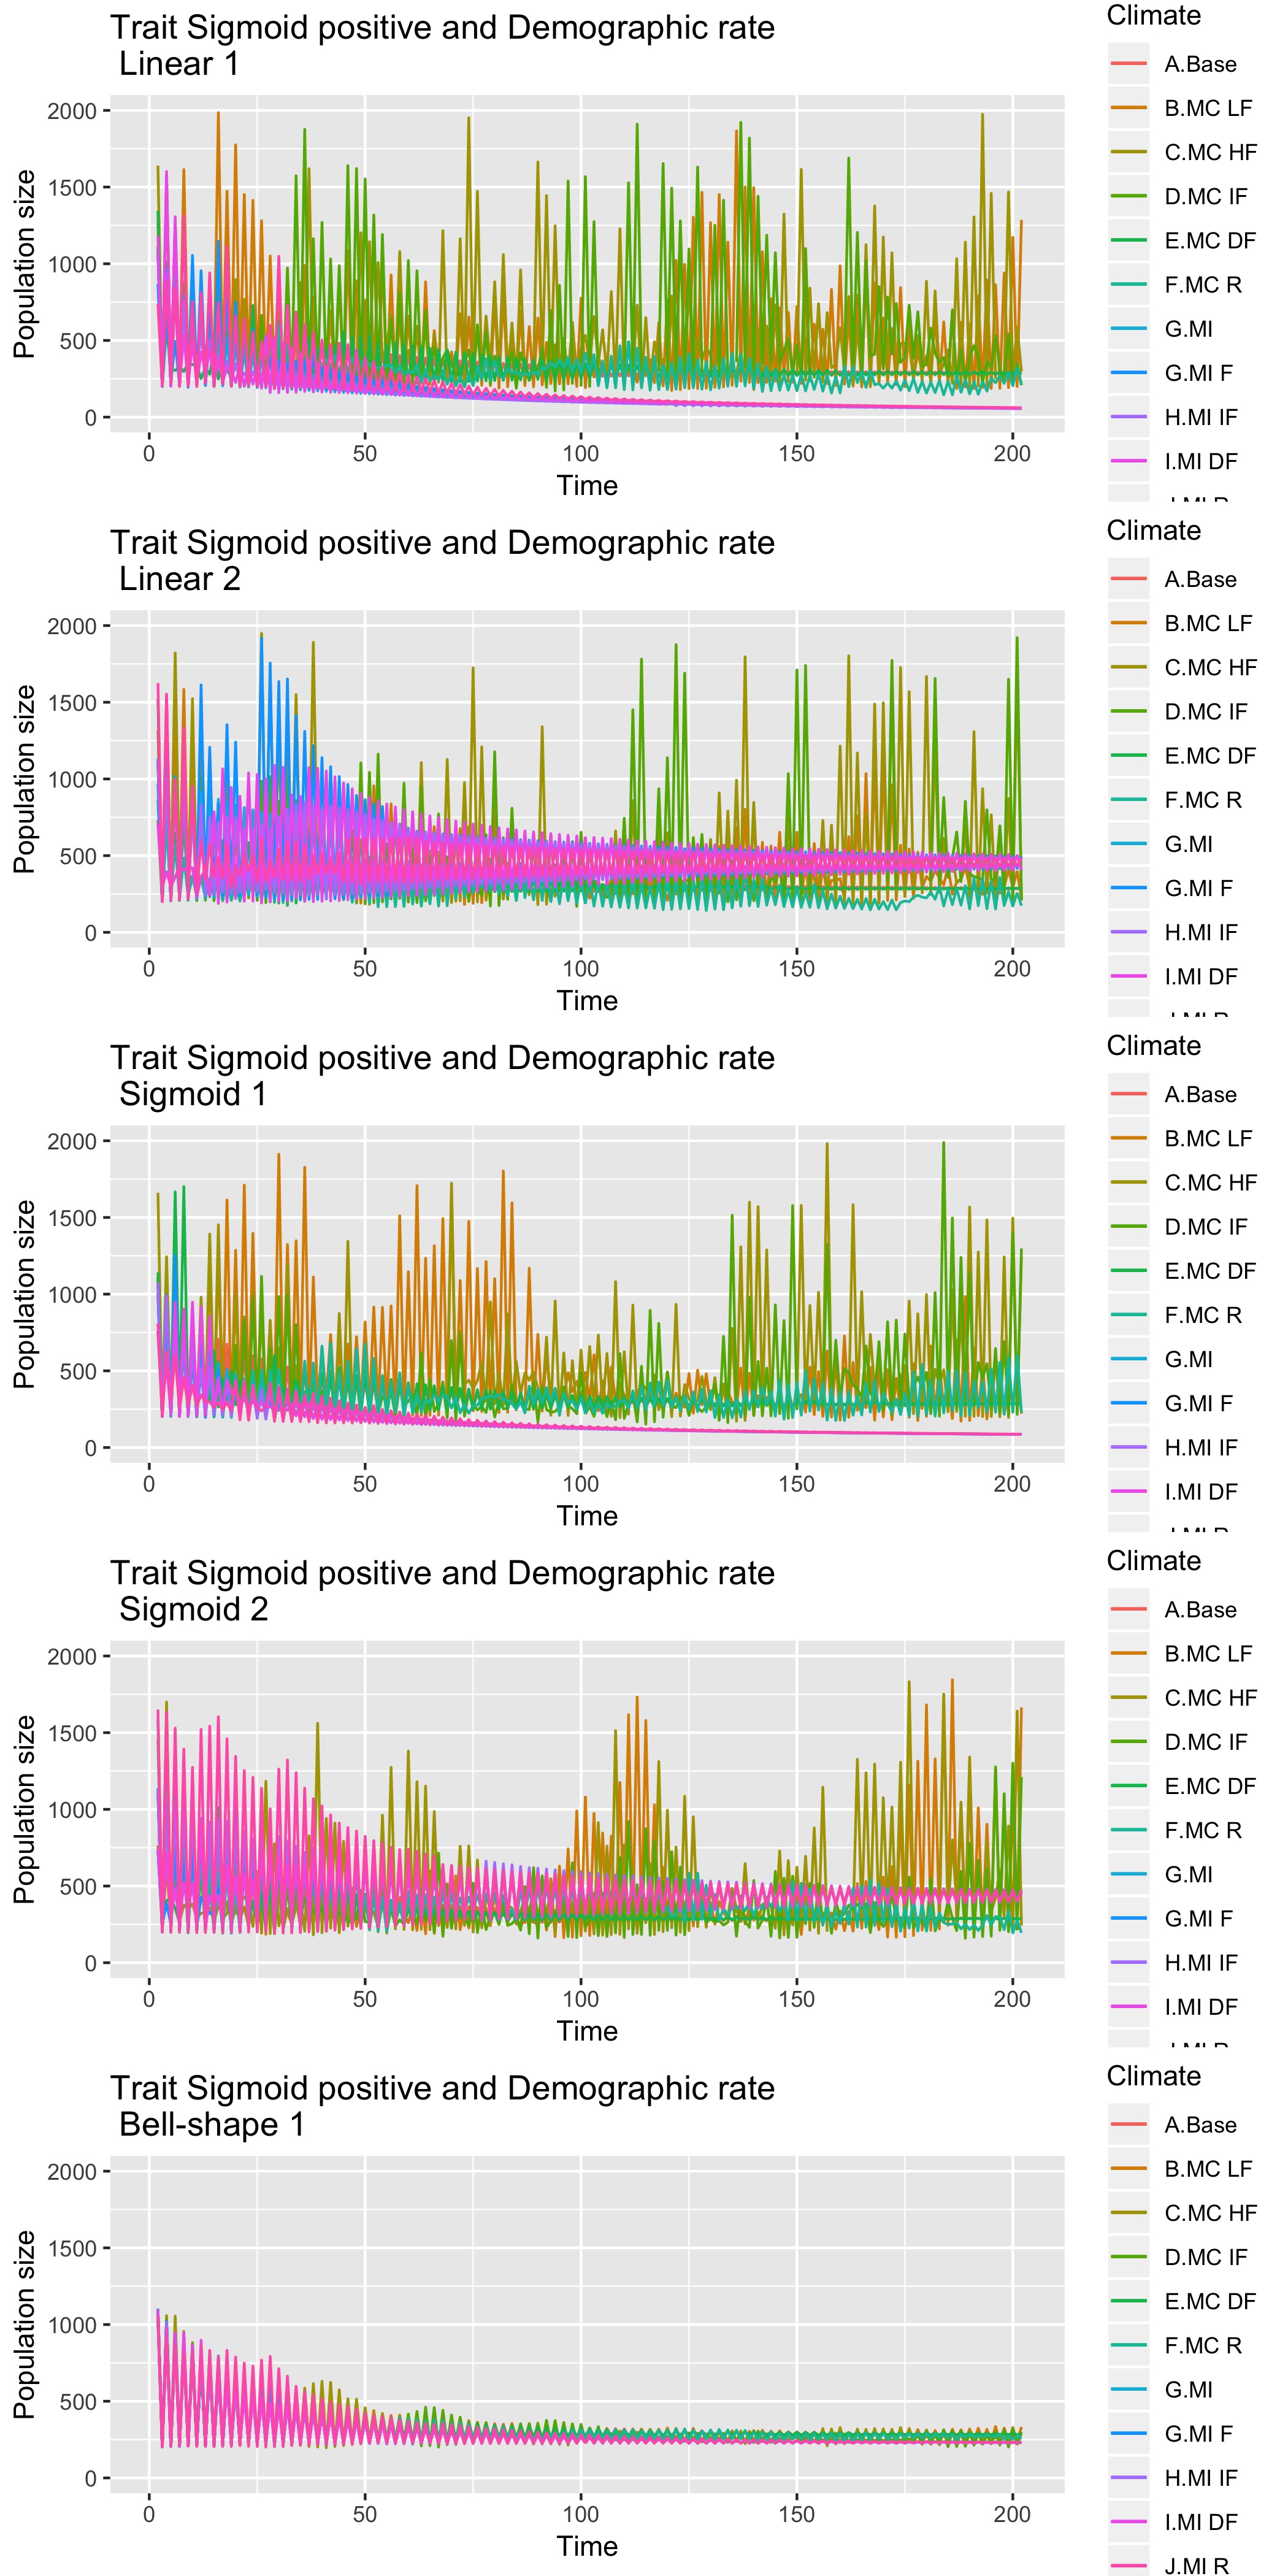 Trait Sigmoid positive and Demographic rate
Linear 1
Population size
2000
1500
1000
500
0
0 50 100 150 200
Time
Climate
A.Base
B.MC LF
C.MC HF
D.MC IF
E.MC DF
F.MC R
G.MI
G.MI F
H.MI IF
I.MI DF
Trait Sigmoid positive and Demographic rate
Linear 2
Population size
2000
1500
1000
500
0
0 50 100 150 200
Time
Climate
A.Base
B.MC LF
C.MC HF
D.MC IF
E.MC DF
F.MC R
G.MI
G.MI F
H.MI IF
I.MI DF
Trait Sigmoid positive and Demographic rate
Sigmoid 1
Population size
2000
1500
1000
500
0
0 50 100 150 200
Time
Climate
A.Base
B.MC LF
C.MC HF
D.MC IF
E.MC DF
F.MC R
G.MI
G.MI F
H.MI IF
I.MI DF
Trait Sigmoid positive and Demographic rate
Sigmoid 2
Population size
2000
1500
1000
500
0
0 50 100 150 200
Time
Climate
A.Base
B.MC LF
C.MC HF
D.MC IF
E.MC DF
F.MC R
G.MI
G.MI F
H.MI IF
I.MI DF
Trait Sigmoid positive and Demographic rate
Bell-shape 1
Population size
2000
1500
1000
500
0
0 50 100 150 200
Time
Climate
A.Base
B.MC LF
C.MC HF
D.MC IF
E.MC DF
F.MC R
G.MI
G.MI F
H.MI IF
I.MI DF
J.MI R